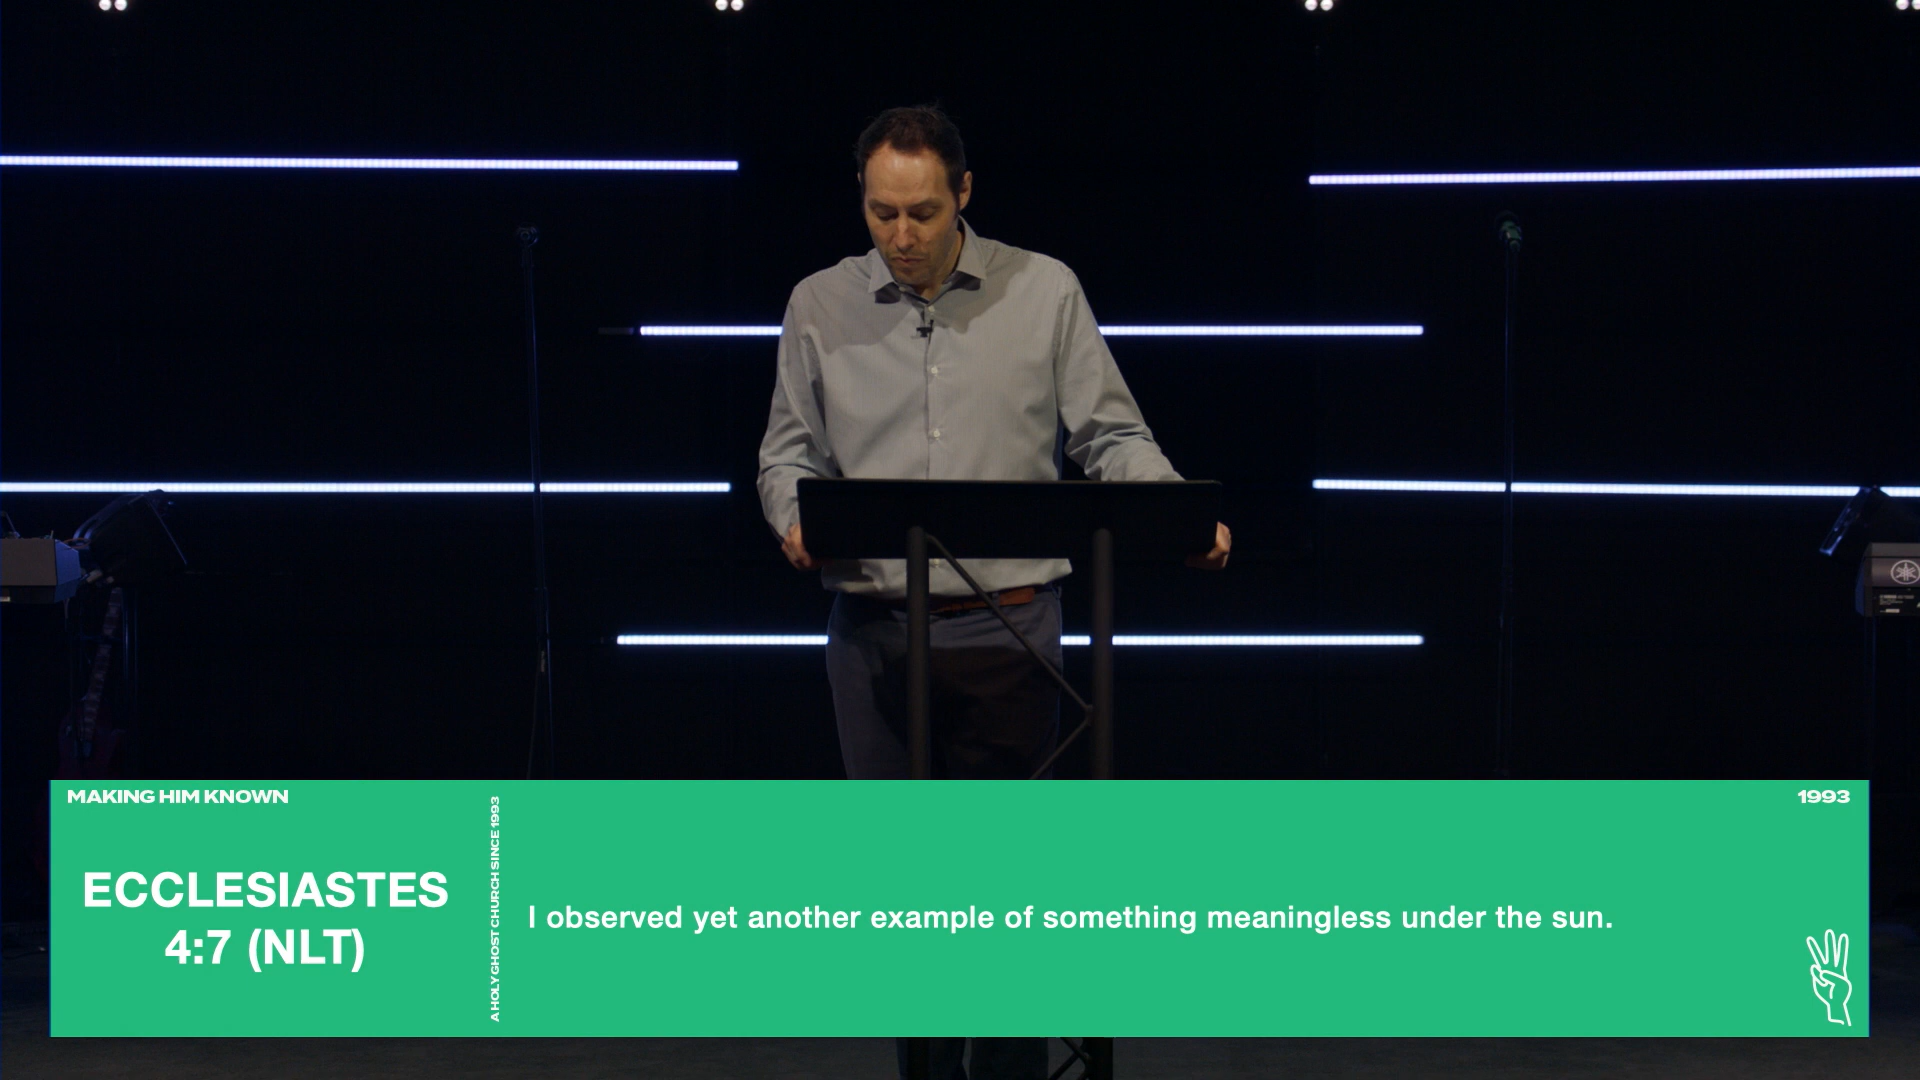 MAKING HIM KNOWN
1993
ECCLESIASTES
4:7 (NLT)
A HOLY GHOST CHURCH SINCE 1993
I observed yet another example of something meaningless under the sun.